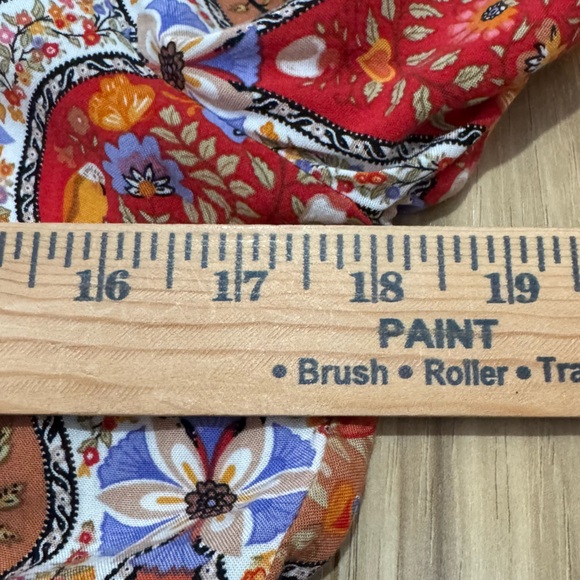 16 17 18 19
PAINT
• Brush • Roller • Tra